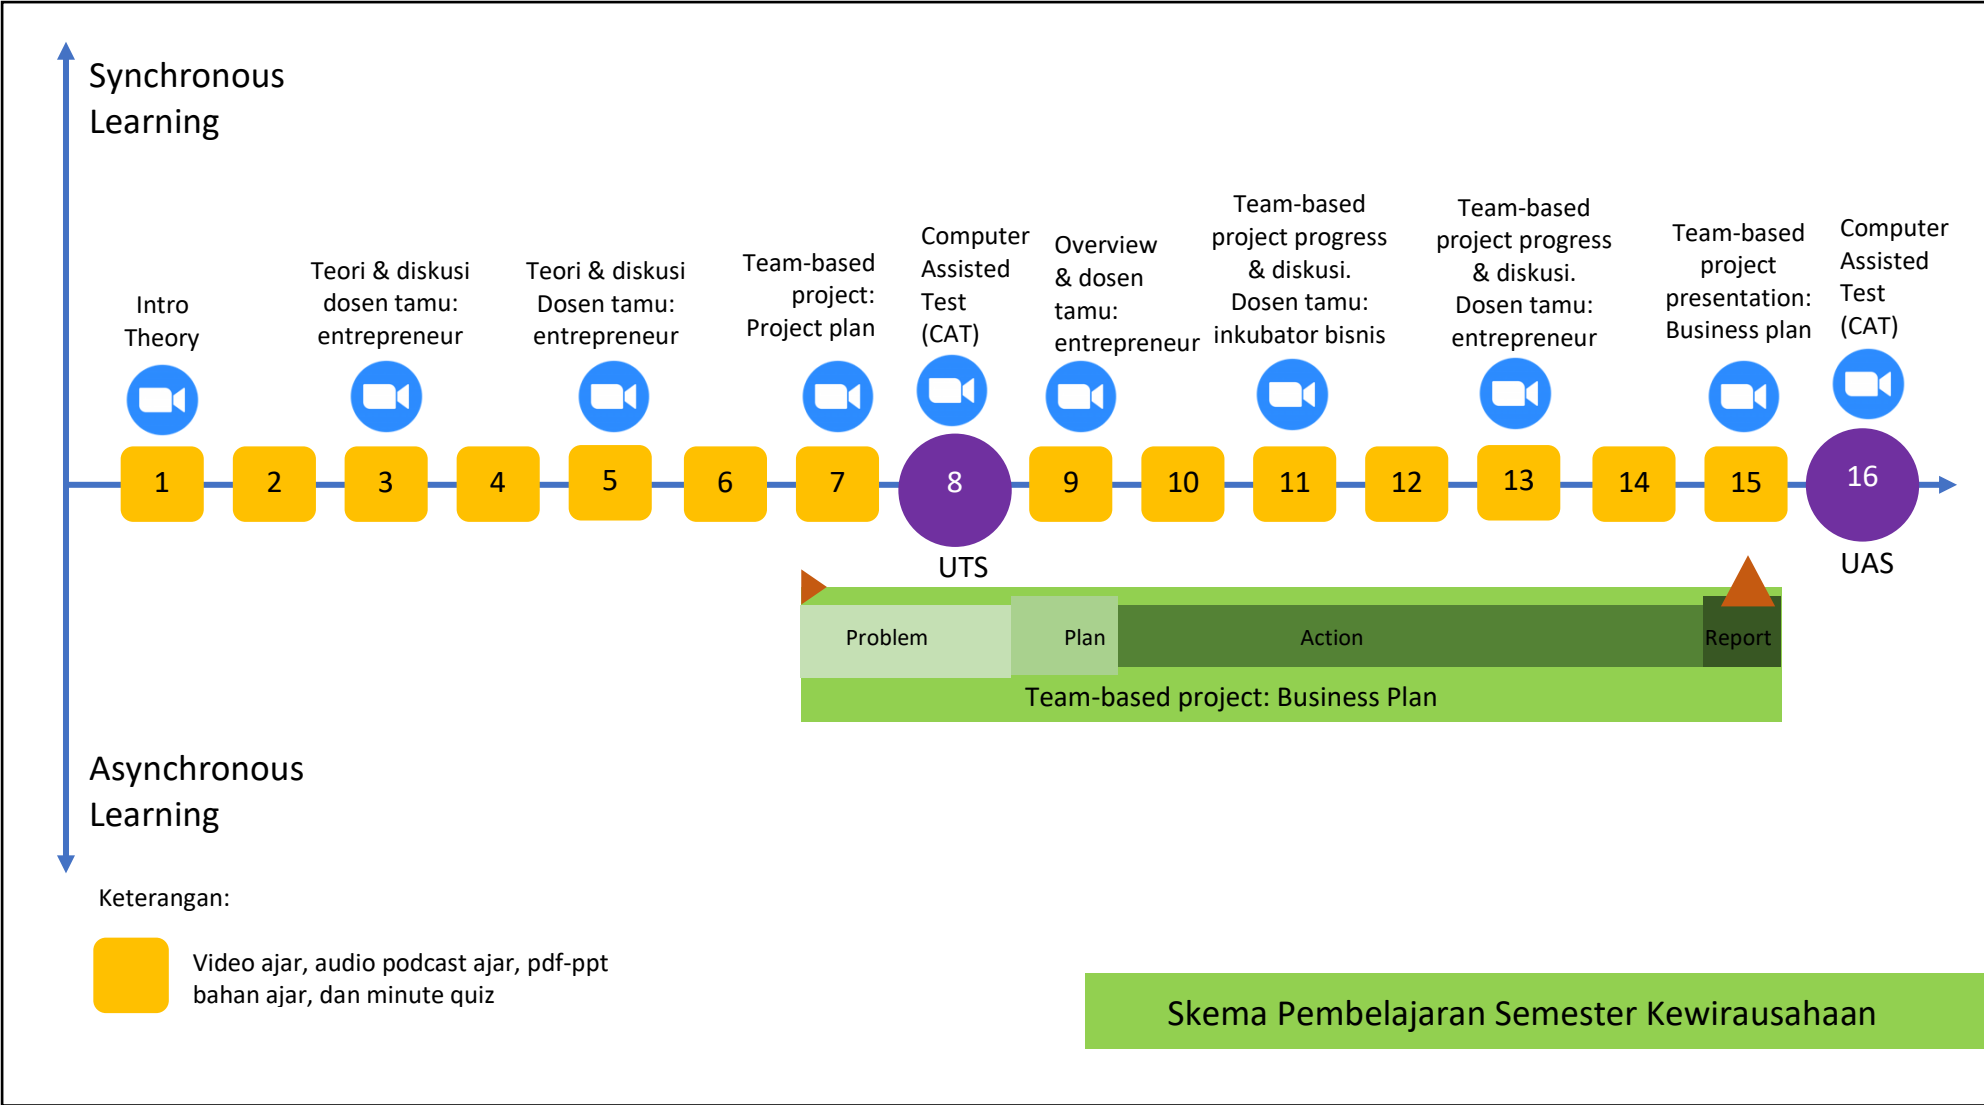 Synchronous
Learning
Intro
Theory
Teori & diskusi
dosen tamu:
entrepreneur
Teori & diskusi
Dosen tamu:
entrepreneur
Team-based
project:
Project plan
Computer
Assisted
Test
(CAT)
Overview
& dosen
tamu:
entrepreneur
Team-based
project progress
& diskusi.
Dosen tamu:
inkubator bisnis
Team-based
project progress
& diskusi.
Dosen tamu:
entrepreneur
Team-based
project
presentation:
Business plan
Computer
Assisted
Test
(CAT)
1
2
3
4
5
6
7
8
9
10
11
12
13
14
15
16
UTS
UAS
Problem
Plan
Action
Report
Team-based project: Business Plan
Asynchronous
Learning
Keterangan:
Video ajar, audio podcast ajar, pdf-ppt
bahan ajar, dan minute quiz
Skema Pembelajaran Semester Kewirausahaan